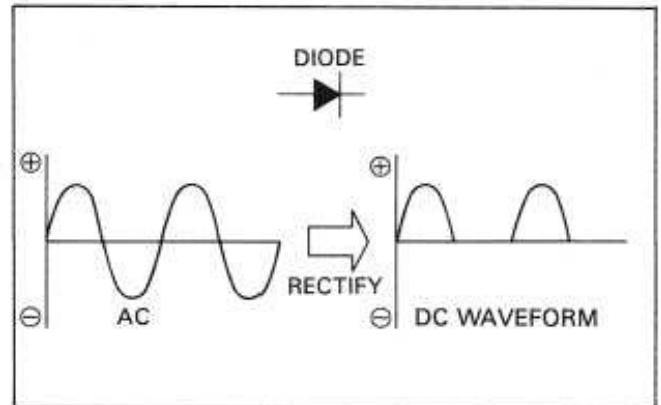 DIODE
⊕
⊕
RECTIFY
⊖
AC
⊖
DC WAVEFORM